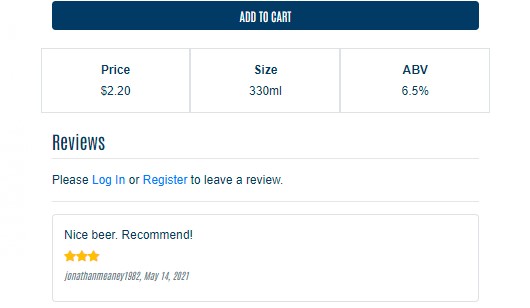 ADD TO CART
Price Size ABV
$2.20 330ml 6.5%
Reviews
Please Log In or Register to leave a review.
Nice beer. Recommend!
jonathanmeaney1982, May 14, 2021